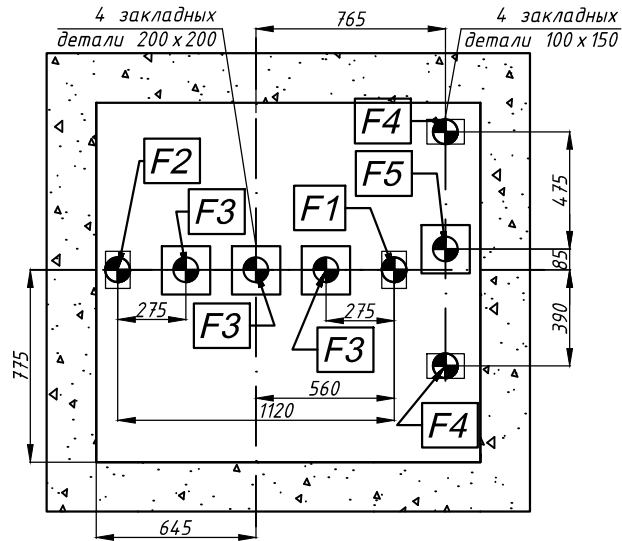 4 закладных
детали 200 x 200
765
4 закладных
детали 100 x 150
F4
F2
F5
F3
F1
475
85
F3
F3
275
275
390
775
560
1120
F4
645